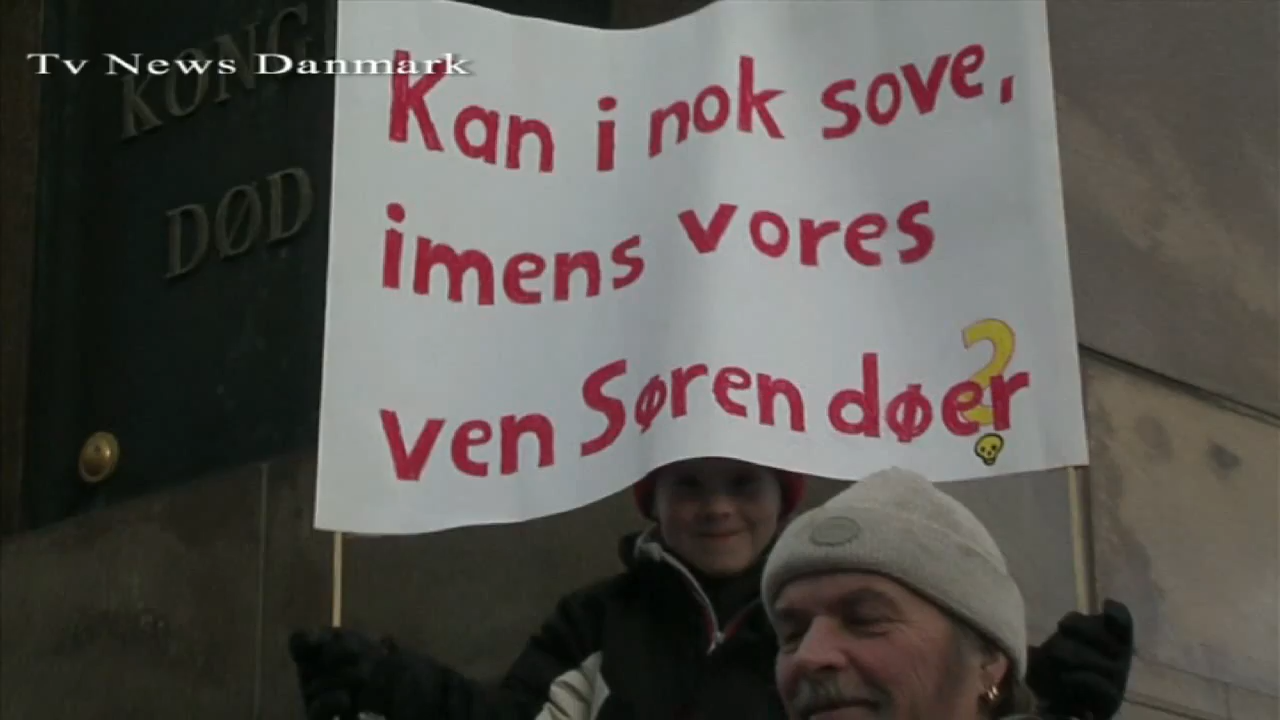 Tv News Danmark
KONG
DØD
Kan i nok sove,
imens vores
ven Søren døer?